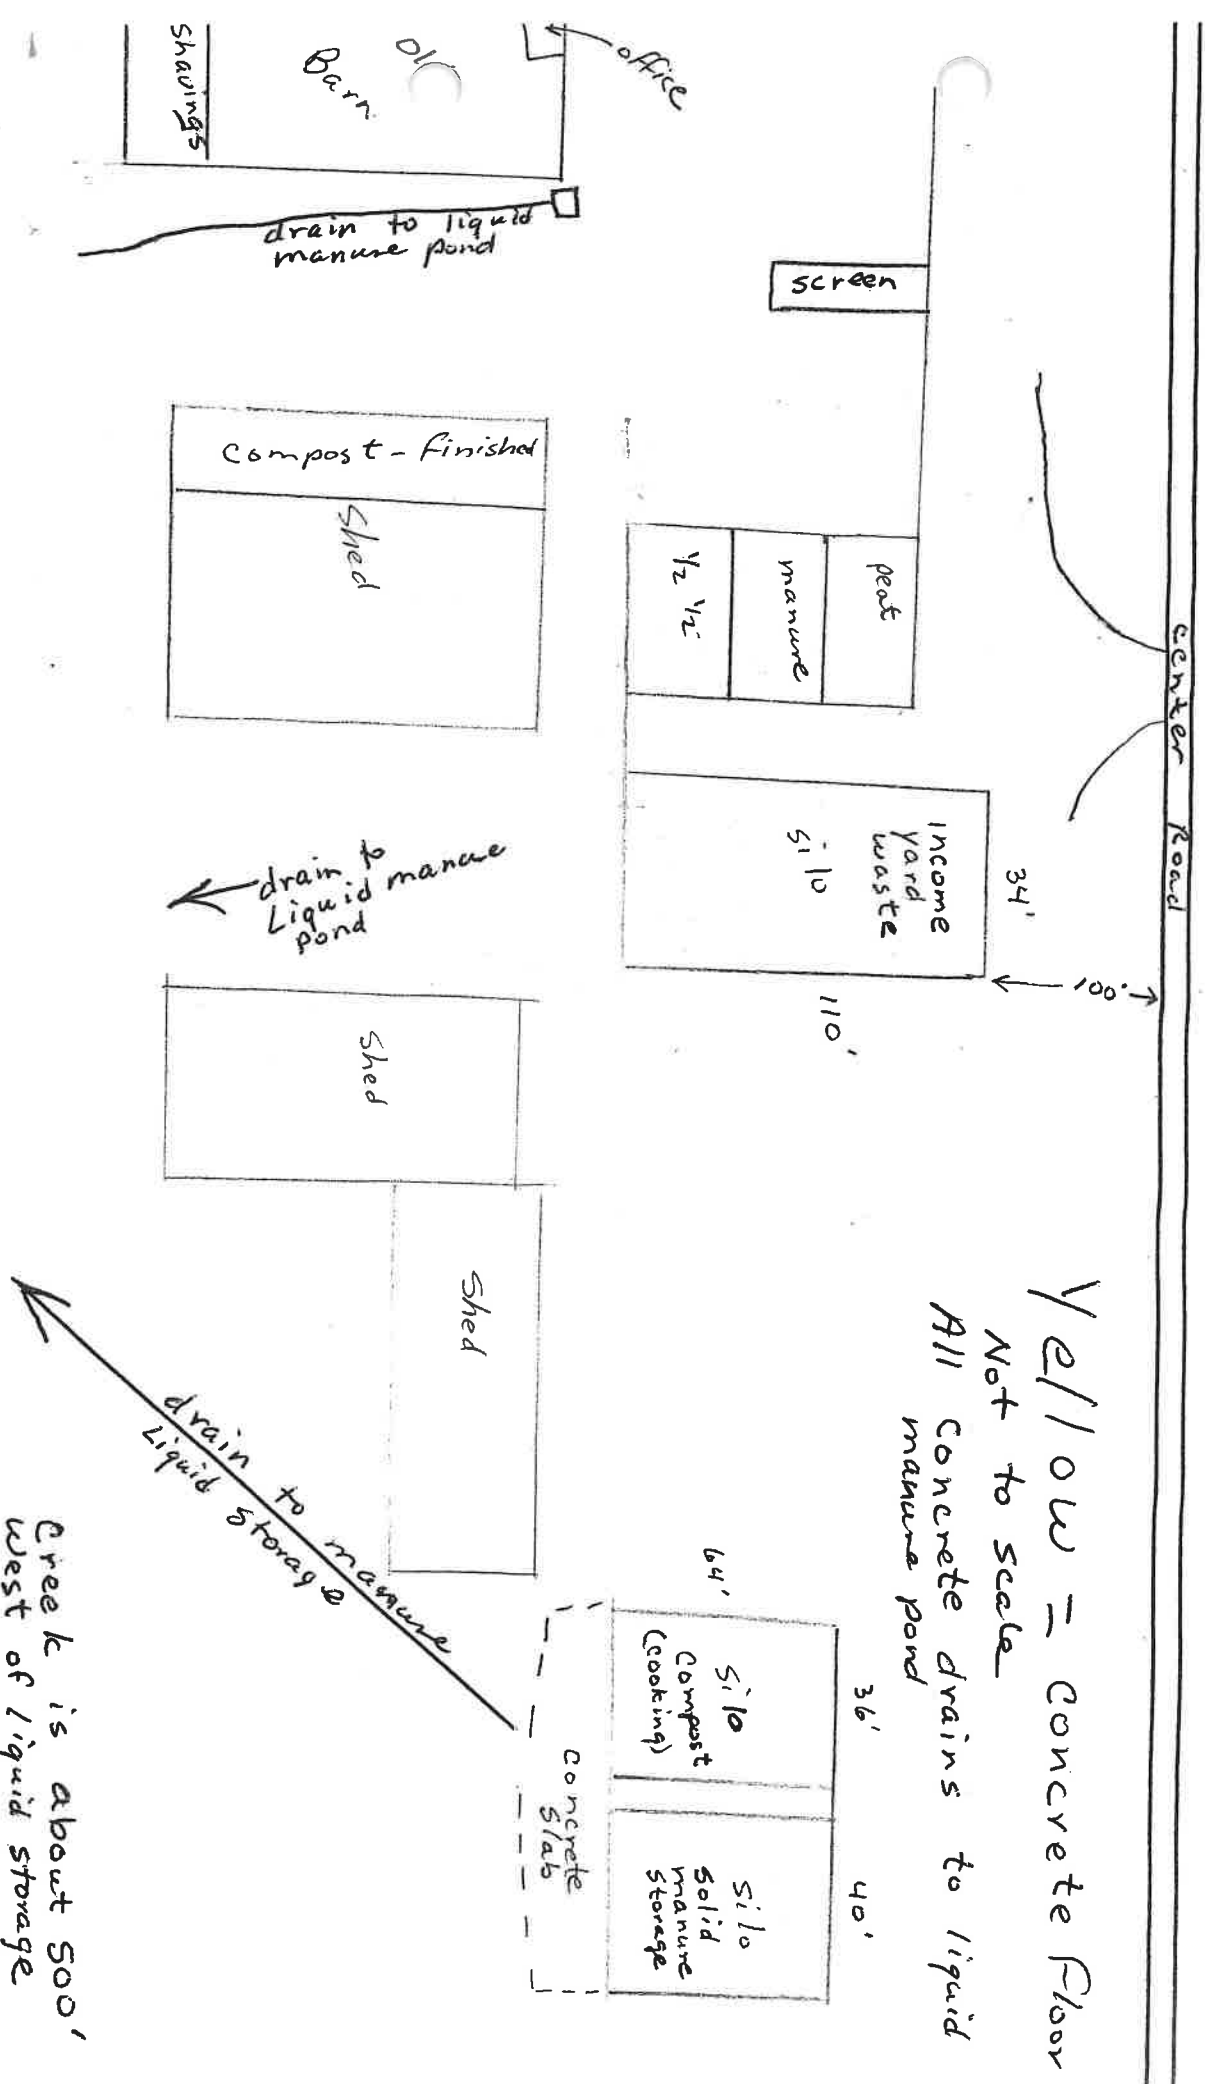 Center Road
Yellow = Concrete Floor
Not to scale
All concrete drains to liquid
manure pond
office
Barn
shavings
drain to liquid
manure pond
screen
compost - finished
Shed
peat
manure
1/2 1/2
Income
yard
waste
silo
34'
100'
110'
drain to
Liquid manure
pond
Shed
Shed
drain to manure
Liquid storage
64'
36'
40'
Silo
Compost
(cooking)
Silo
Solid
manure
storage
Concrete
Slab
Creek is about 500'
west of liquid storage